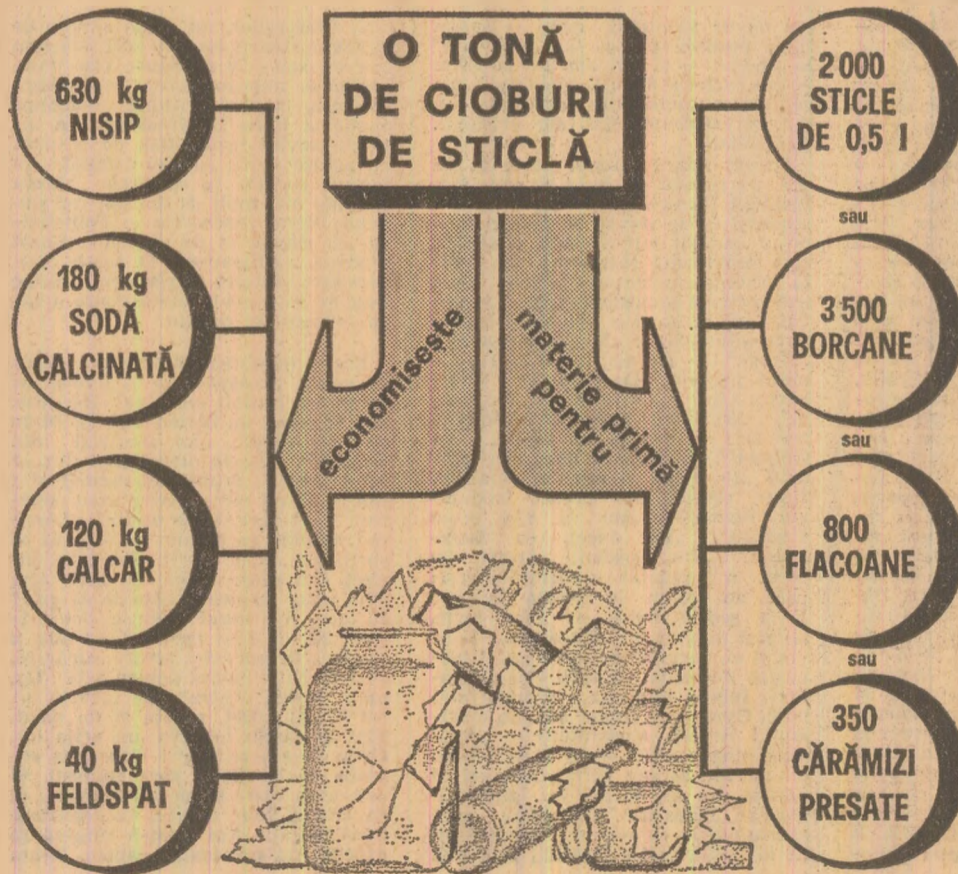 O TONĂ
DE CIOBURI
DE STICLĂ
economisește
630 kg
NISIP
180 kg
SODĂ
CALCINATĂ
120 kg
CALCAR
40 kg
FELDSPAT
materie primă
pentru
2 000
STICLE
DE 0,5 l
sau
3 500
BORCANE
sau
800
FLACOANE
sau
350
CĂRĂMIZI
PRESATE